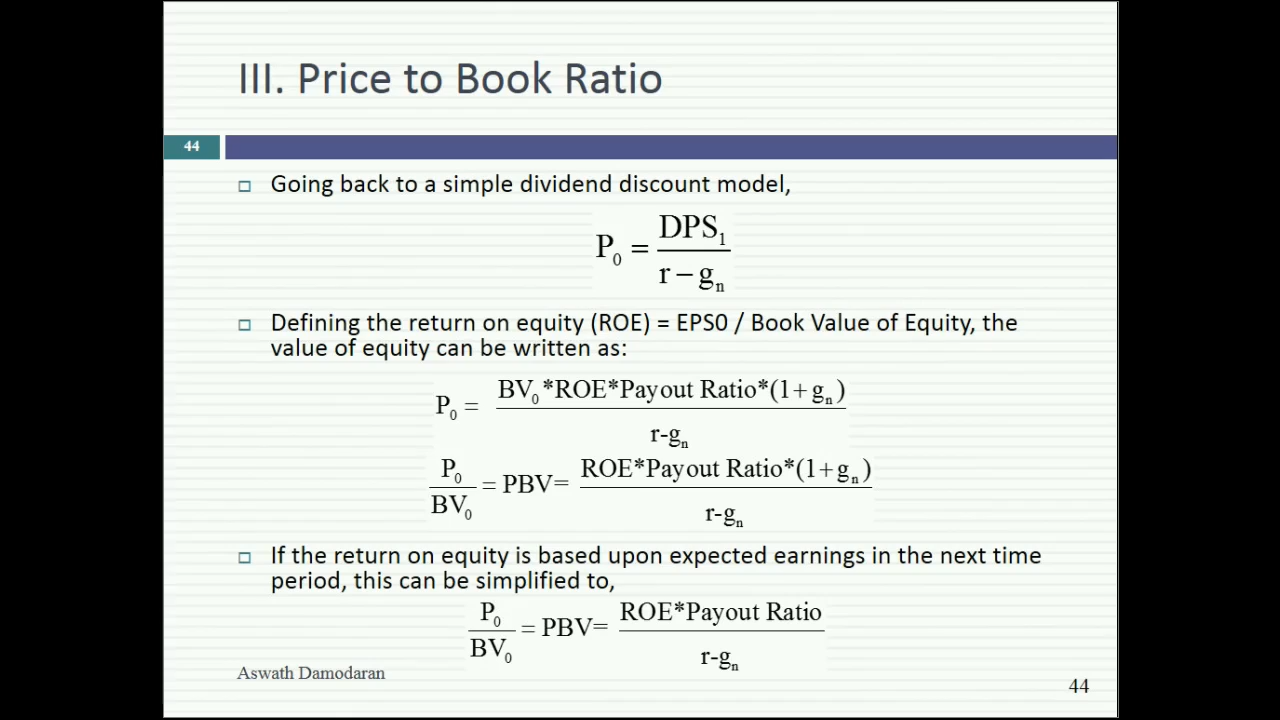 III. Price to Book Ratio
44
Going back to a simple dividend discount model,
P₀ = DPS₁ / r − gₙ
Defining the return on equity (ROE) = EPS0 / Book Value of Equity, the
value of equity can be written as:
P₀ = BV₀*ROE*Payout Ratio*(1+gₙ) / r-gₙ
P₀ / BV₀ = PBV= ROE*Payout Ratio*(1+gₙ) / r-gₙ
If the return on equity is based upon expected earnings in the next time
period, this can be simplified to,
P₀ / BV₀ = PBV= ROE*Payout Ratio / r-gₙ
Aswath Damodaran
44